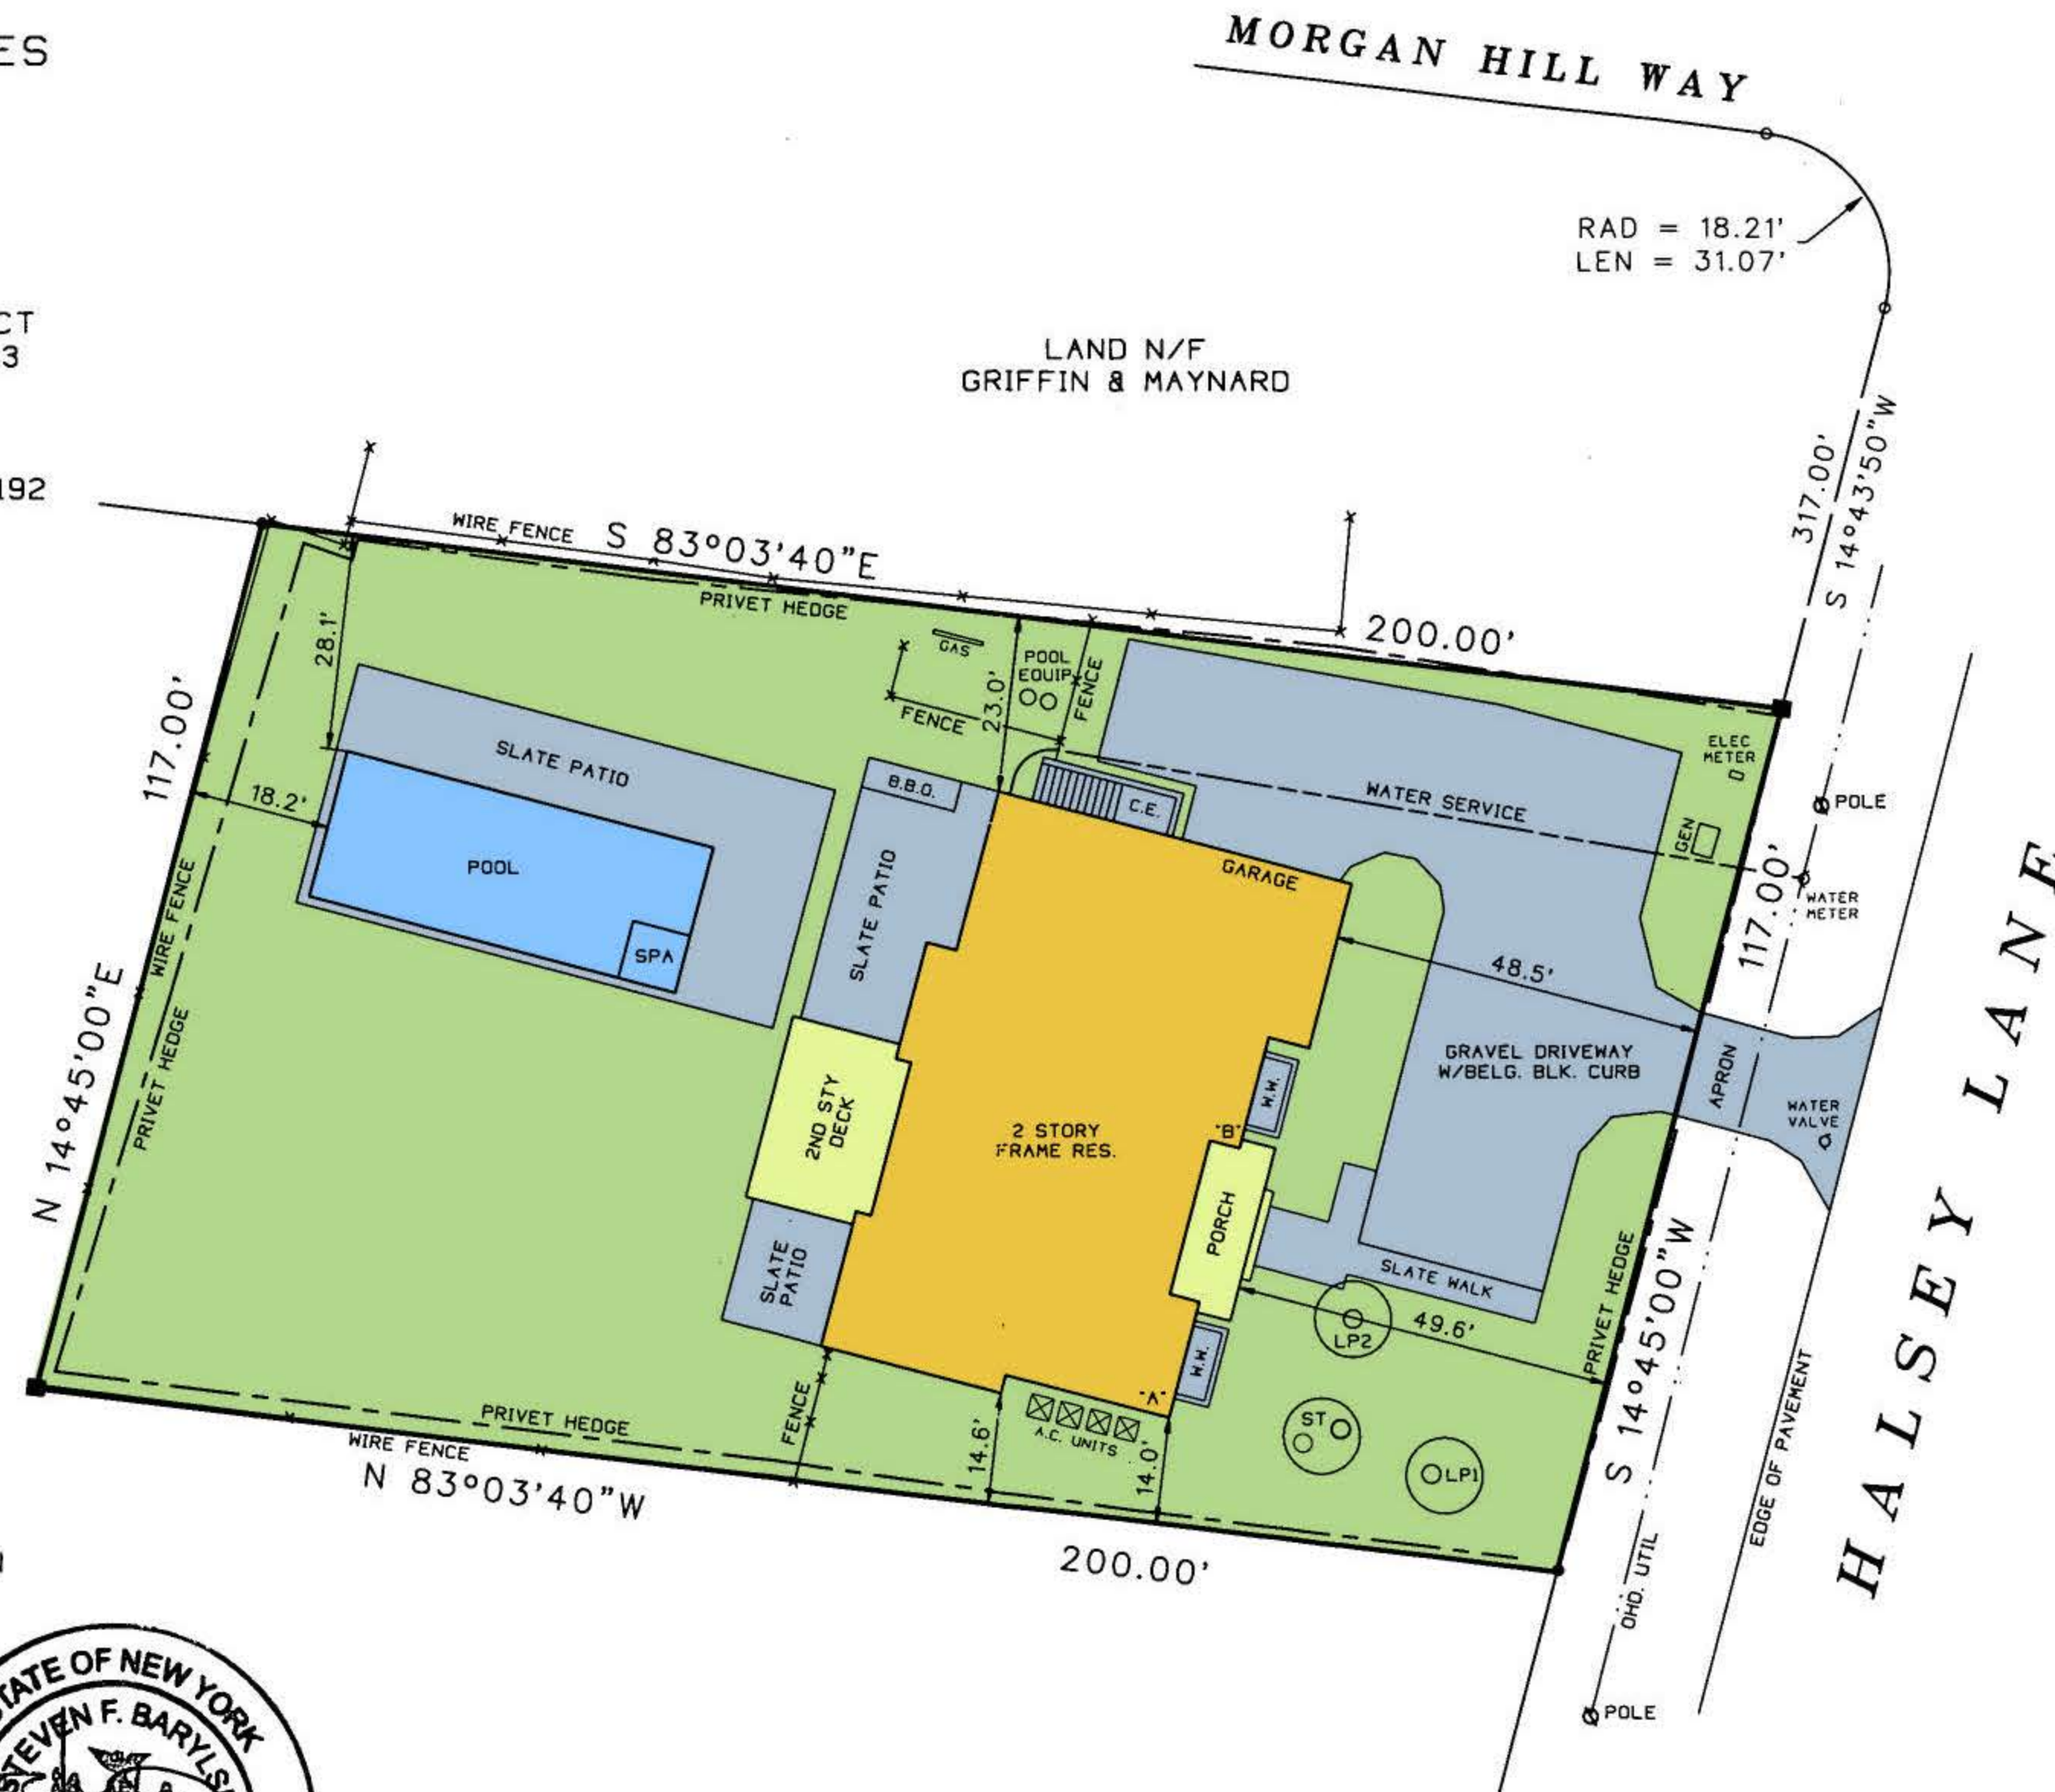 ES
MORGAN HILL WAY
RAD = 18.21'
LEN = 31.07'
CT
3
LAND N/F
GRIFFIN & MAYNARD
192
317.00'
S 14°43'50"W
WIRE FENCE
S 83°03'40"E
PRIVET HEDGE
200.00'
28.1'
GAS
POOL
EQUIP
FENCE
FENCE
23.0'
117.00'
18.2'
SLATE PATIO
B.B.Q.
C.E.
WATER SERVICE
ELEC
METER
POLE
GEN
POOL
SPA
SLATE PATIO
GARAGE
WATER
METER
117.00'
48.5'
WIRE FENCE
N 14°45'00"E
PRIVET HEDGE
2ND STY
DECK
2 STORY
FRAME RES.
W.W.
"B"
GRAVEL DRIVEWAY
W/BELG. BLK. CURB
APRON
WATER
VALVE
HALSEY LANE
PORCH
SLATE
PATIO
SLATE WALK
PRIVET HEDGE
S 14°45'00"W
49.6'
LP2
W.W.
"A"
FENCE
14.6'
A.C. UNITS
14.0'
ST
LP1
EDGE OF PAVEMENT
PRIVET HEDGE
WIRE FENCE
N 83°03'40"W
200.00'
OHD. UTIL
POLE
STATE OF NEW YORK
STEVEN F. BARYLS